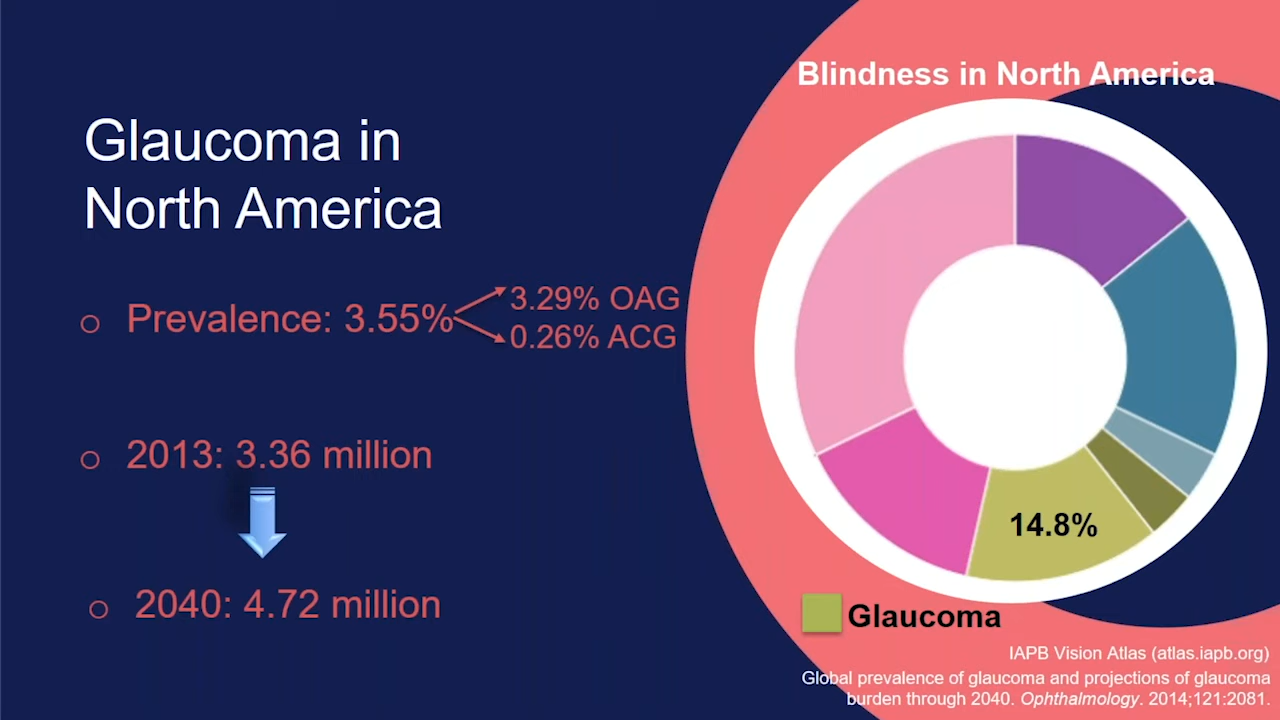 Glaucoma in
North America
Prevalence: 3.55%
3.29% OAG
0.26% ACG
2013: 3.36 million
2040: 4.72 million
Blindness in North America
14.8%
Glaucoma
IAPB Vision Atlas (atlas.iapb.org)
Global prevalence of glaucoma and projections of glaucoma
burden through 2040. Ophthalmology. 2014;121:2081.